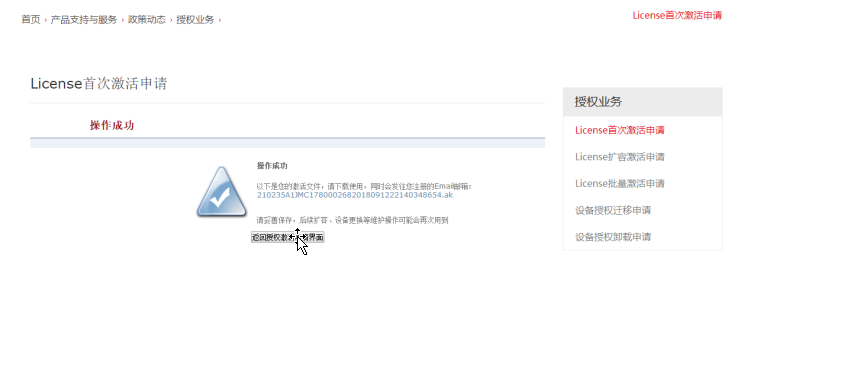 首页 › 产品支持与服务 › 政策动态 › 授权业务 ›
License首次激活申请
License首次激活申请
操作成功
操作成功
以下是您的激活文件，请下载使用，同时会发往您注册的Email邮箱：
210235A1JMC1780002682018091222140348654.ak
请妥善保存，后续扩容、设备更换等维护操作可能会再次用到
返回授权激活 界面
授权业务
License首次激活申请
License扩容激活申请
License批量激活申请
设备授权迁移申请
设备授权卸载申请